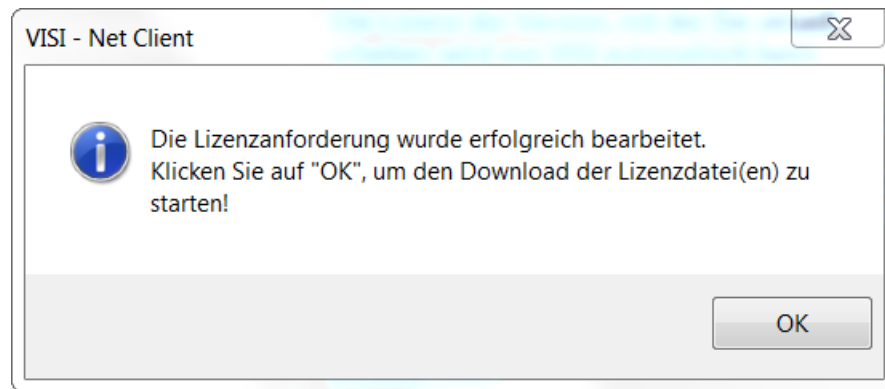 VISI - Net Client
Die Lizenzanforderung wurde erfolgreich bearbeitet.
Klicken Sie auf "OK", um den Download der Lizenzdatei(en) zu
starten!
OK